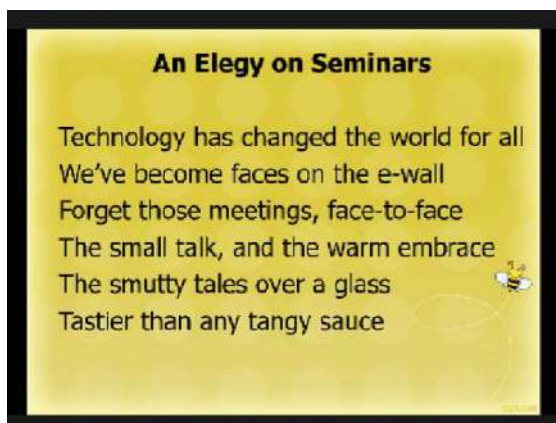 An Elegy on Seminars
Technology has changed the world for all
We've become faces on the e-wall
Forget those meetings, face-to-face
The small talk, and the warm embrace
The smutty tales over a glass
Tastier than any tangy sauce